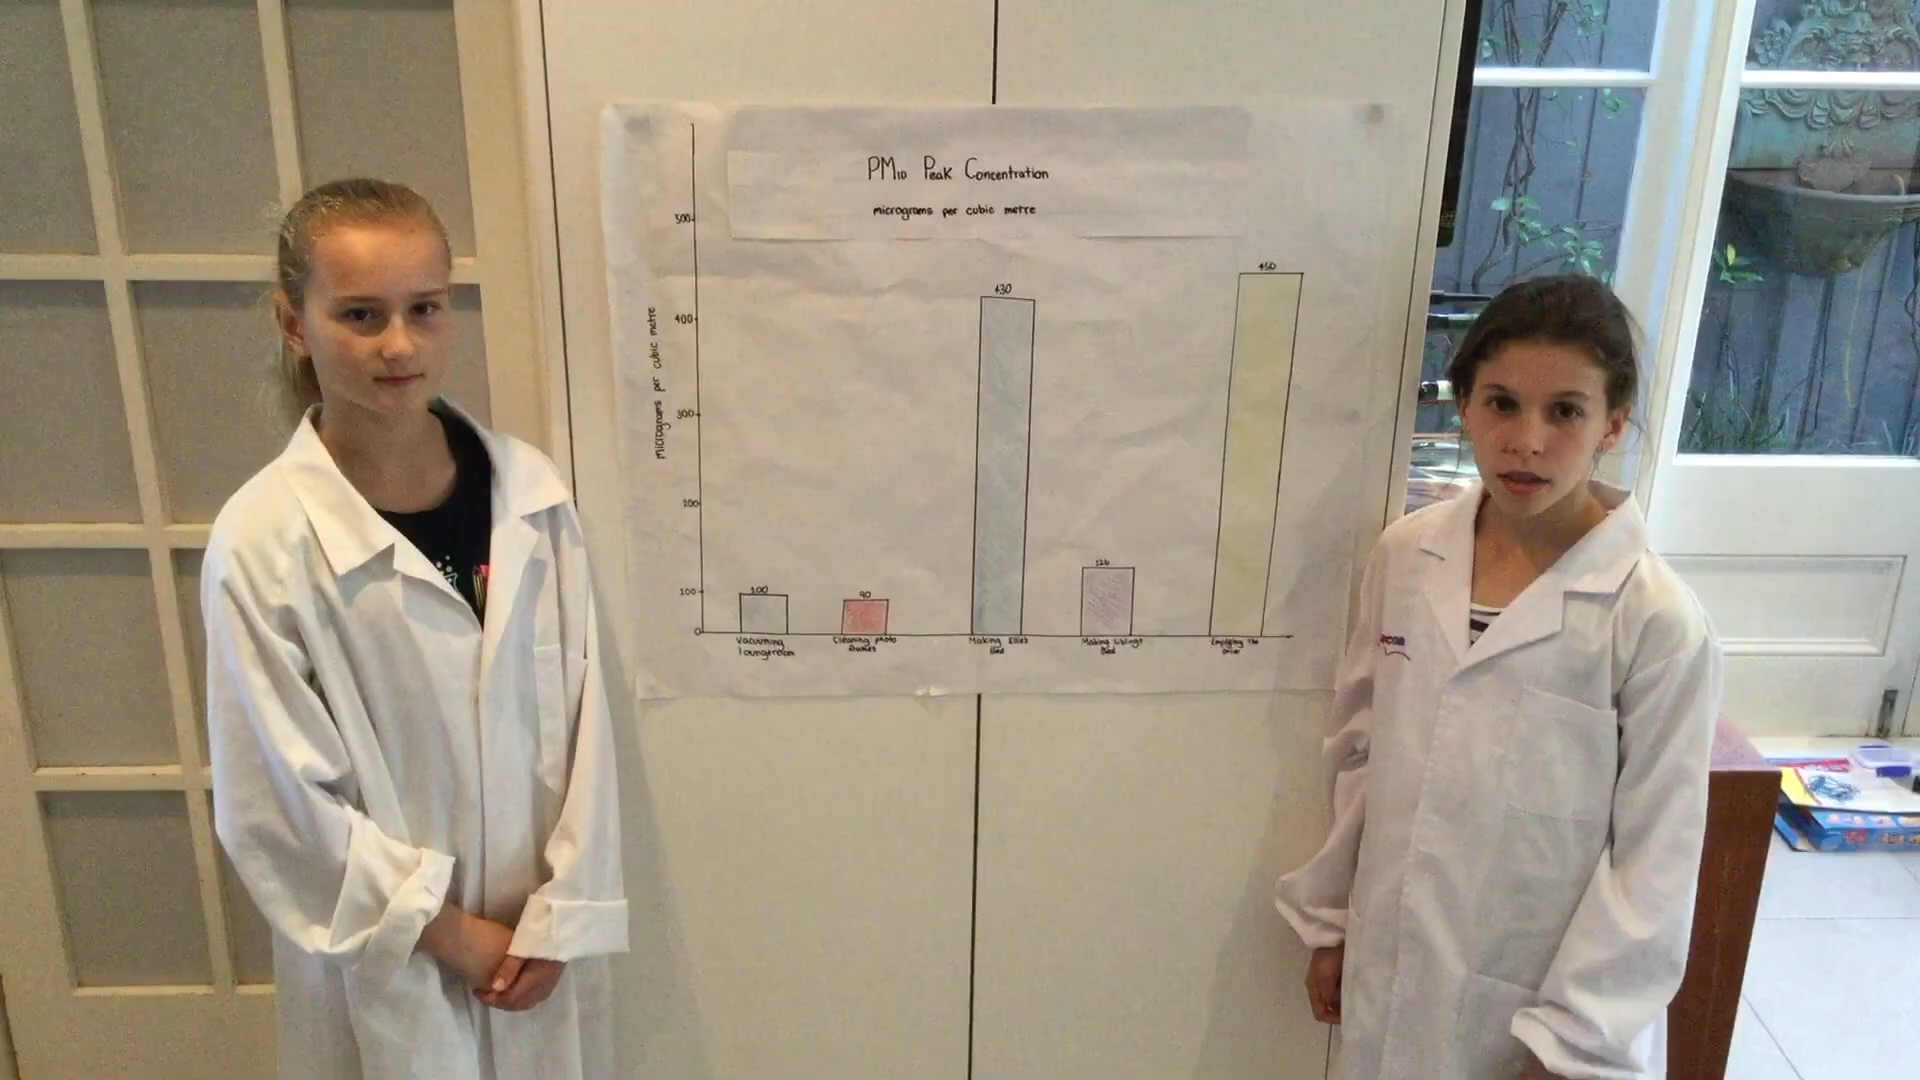 PM10 Peak Concentration
micrograms per cubic metre
micrograms per cubic metre
500
400
300
200
100
0
100
90
430
126
450
Vacuuming
loungeroom
Cleaning photo
frames
Making Ellie's
Bed
Making siblings
Bed
Emptying the